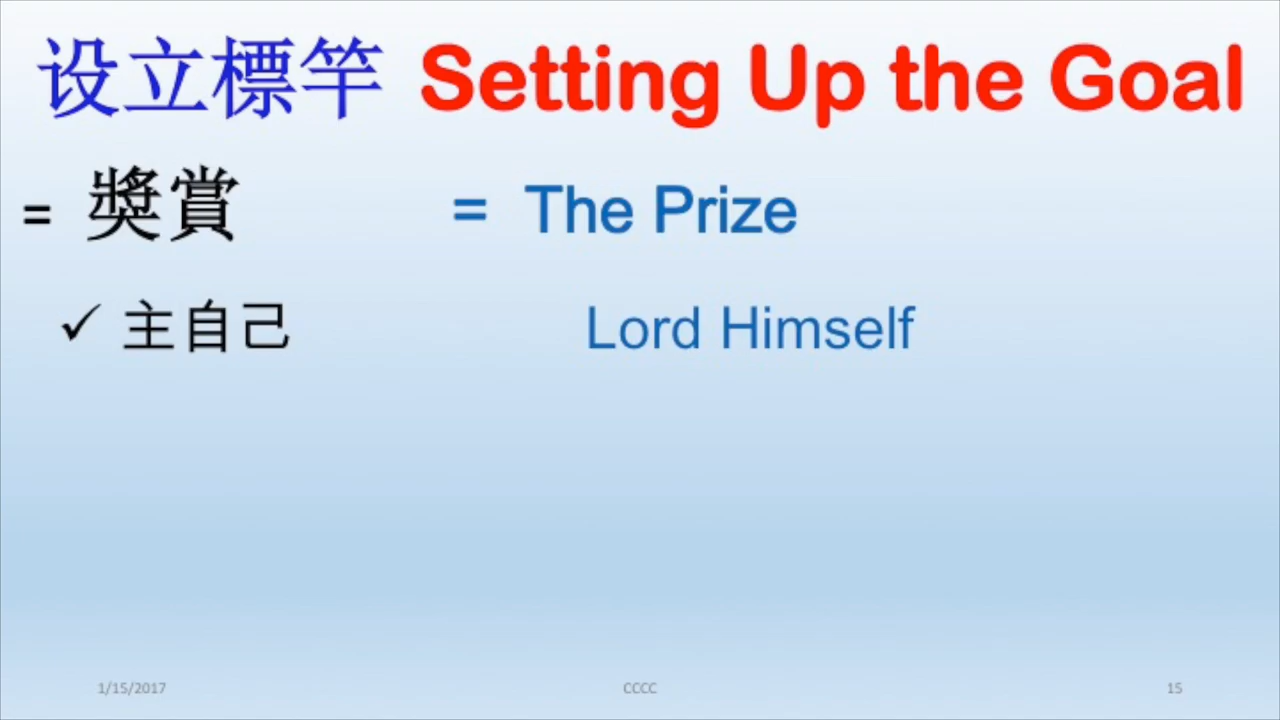 设立標竿 Setting Up the Goal
= 獎賞 = The Prize
✓ 主自己 Lord Himself
1/15/2017 CCCC 15